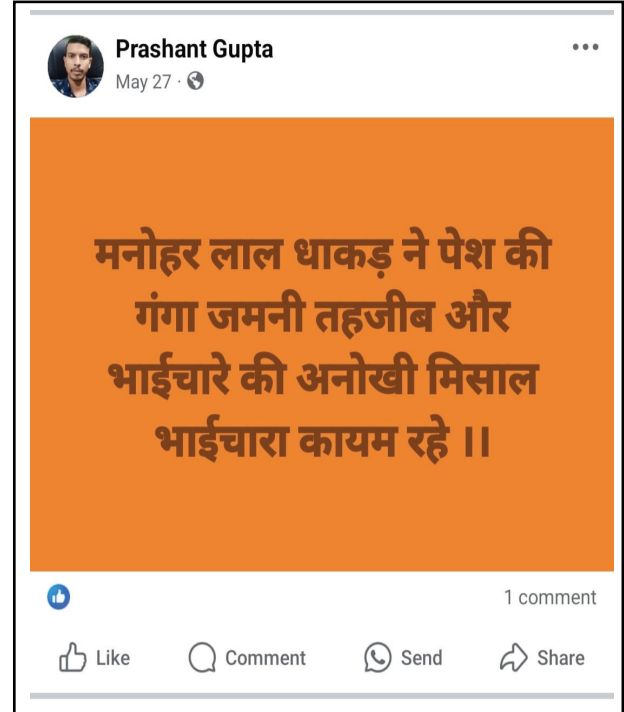 Prashant Gupta
May 27 ·
मनोहर लाल धाकड़ ने पेश की
गंगा जमनी तहजीब और
भाईचारे की अनोखी मिसाल
भाईचारा कायम रहे ।।
1 comment
Like Comment Send Share